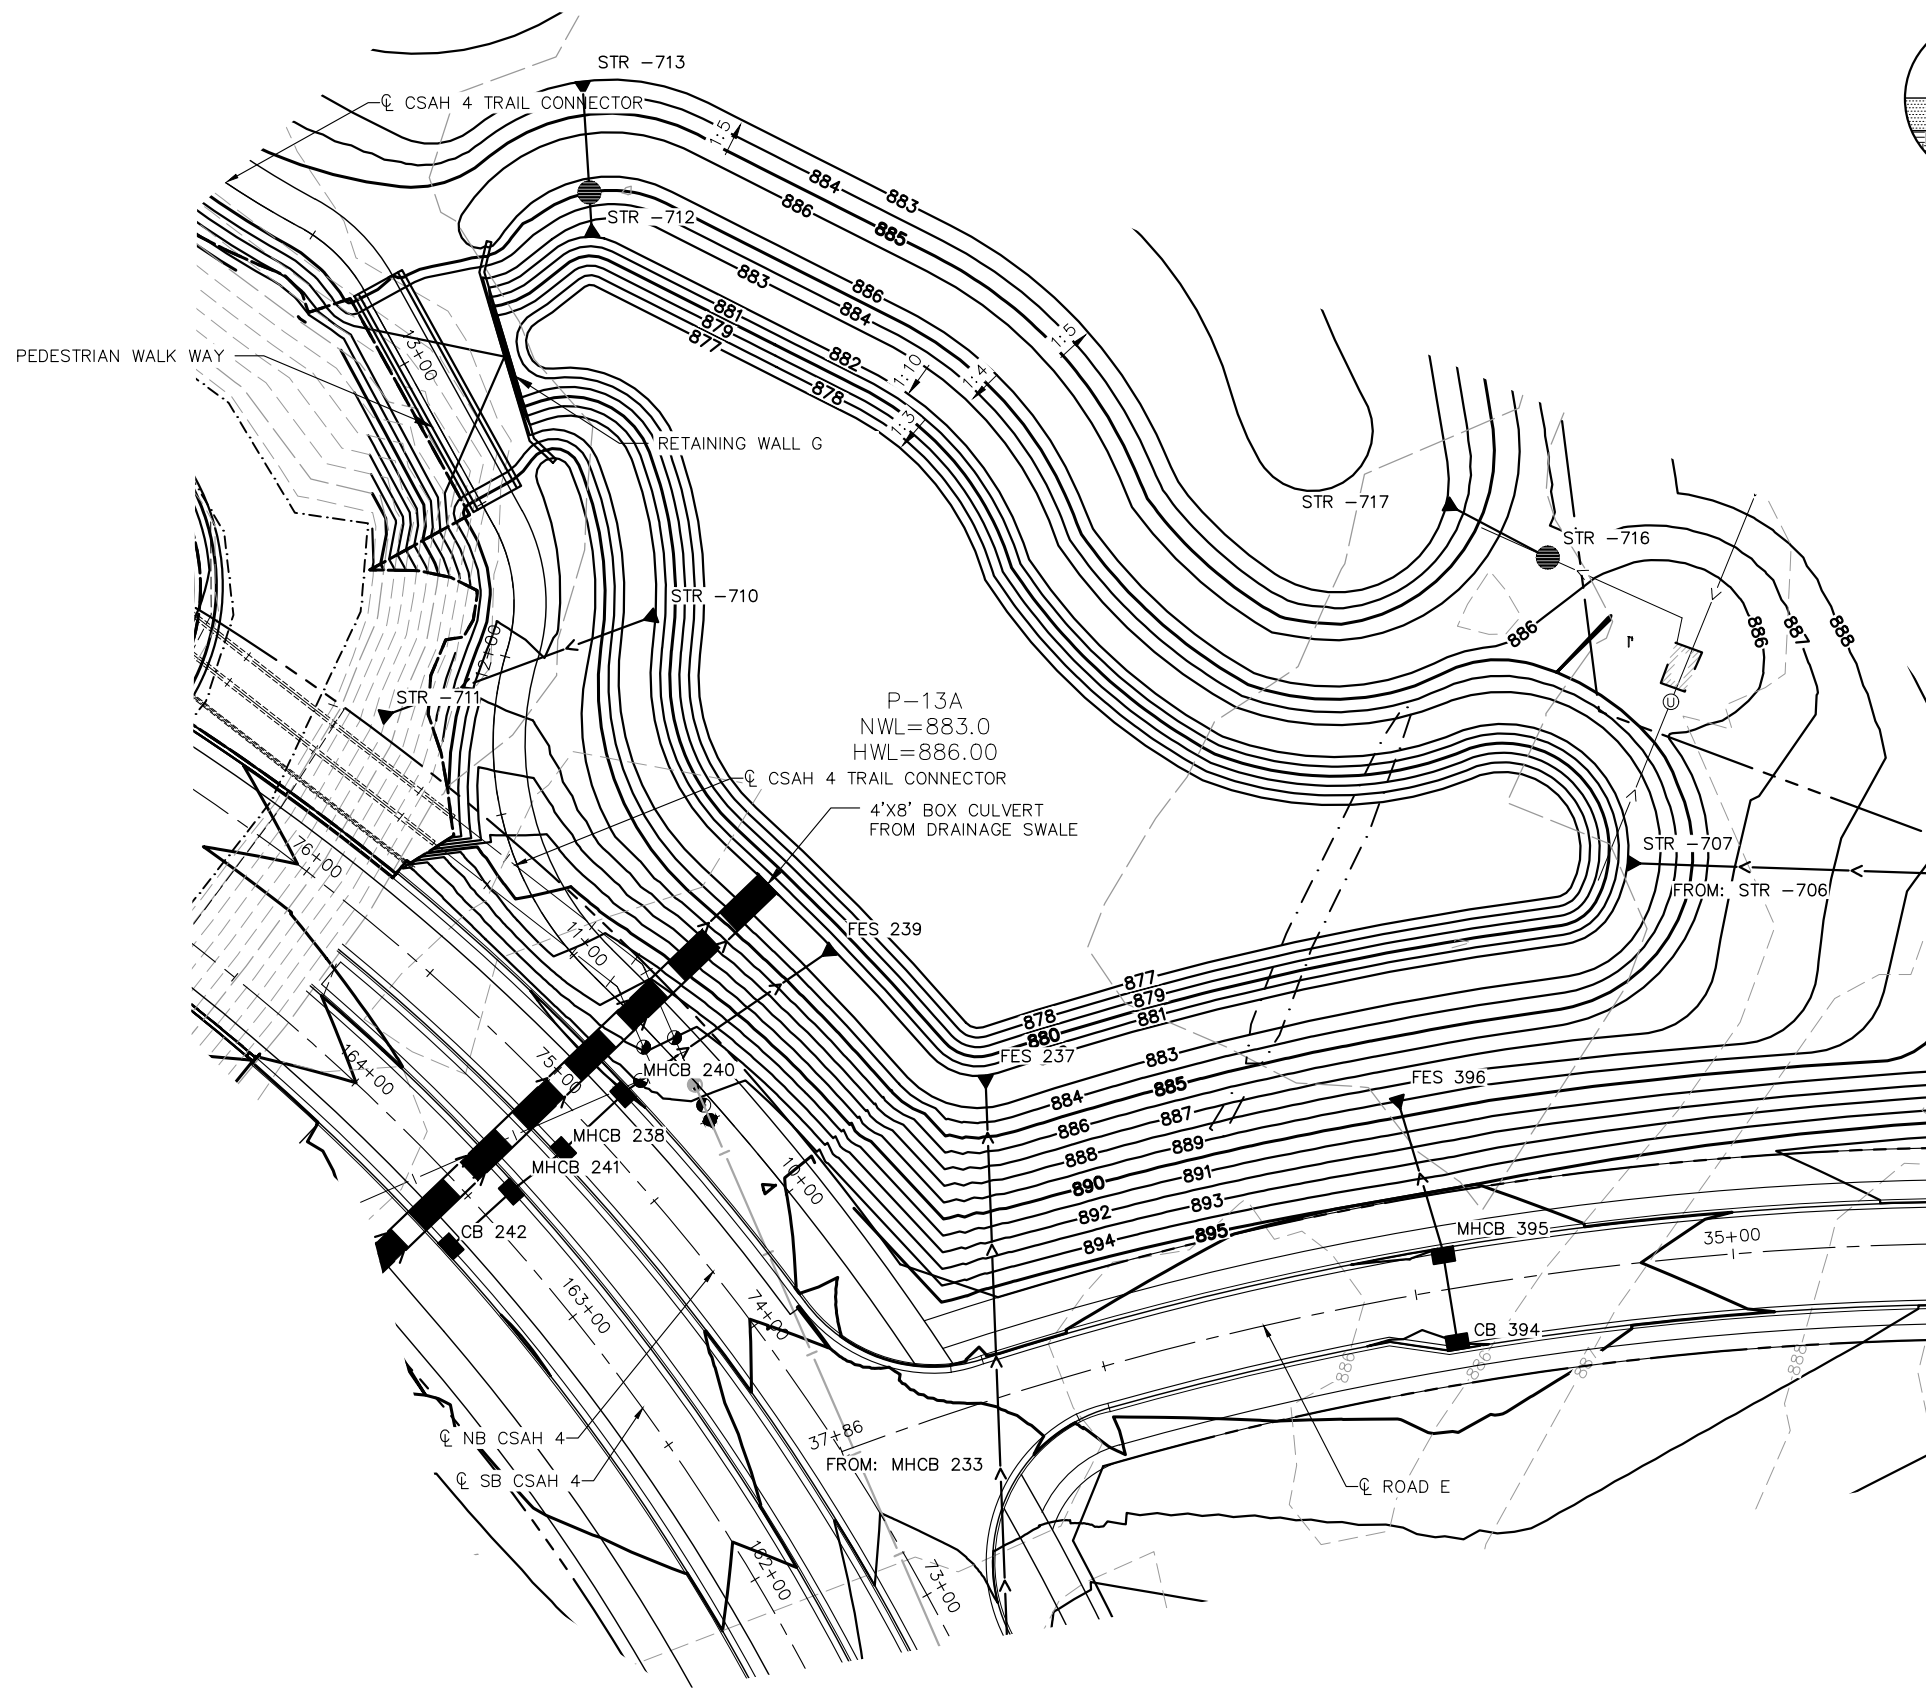 STR -713
℄ CSAH 4 TRAIL CONNECTOR
1:5
884
883
886
885
STR -712
883
886
884
881
879
877
882
878
1:10
1:4
1:3
1:5
13+00
PEDESTRIAN WALK WAY
RETAINING WALL G
STR -717
STR -716
STR -710
12+00
886
886
887
888
STR -711
U
P-13A
NWL=883.0
HWL=886.00
℄ CSAH 4 TRAIL CONNECTOR
4'X8' BOX CULVERT
FROM DRAINAGE SWALE
76+00
STR -707
FROM: STR -706
11+00
FES 239
877
879
881
878
880
FES 237
883
885
887
889
891
893
895
884
886
888
890
892
894
FES 396
164+00
75+00
MHCB 240
MHCB 238
MHCB 241
CB 242
10+00
MHCB 395
35+00
163+00
74+00
CB 394
886
886
887
888
℄ NB CSAH 4
℄ SB CSAH 4
37+86
FROM: MHCB 233
℄ ROAD E
162+00
73+00